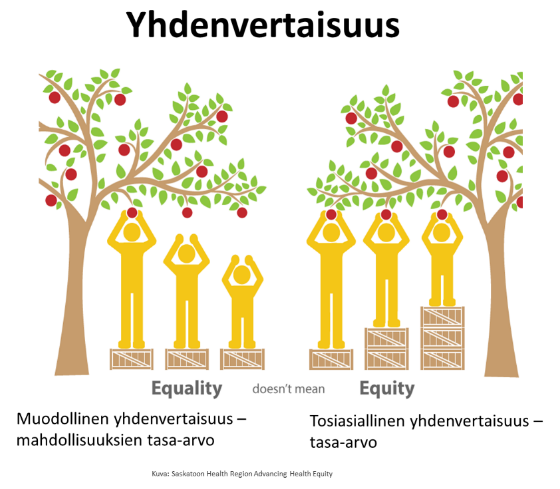 Yhdenvertaisuus
Equality doesn't mean Equity
Muodollinen yhdenvertaisuus –
mahdollisuuksien tasa-arvo
Tosiasiallinen yhdenvertaisuus –
tasa-arvo
Kuva: Saskatoon Health Region Advancing Health Equity